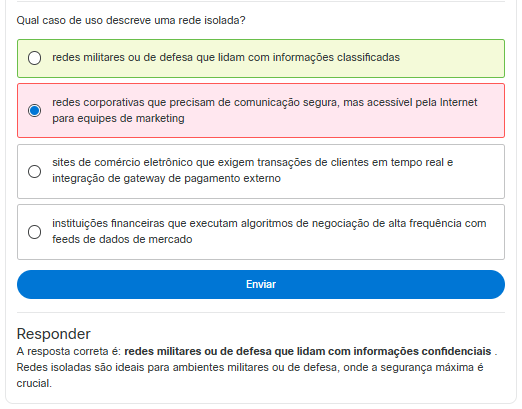 Qual caso de uso descreve uma rede isolada?
redes militares ou de defesa que lidam com informações classificadas
redes corporativas que precisam de comunicação segura, mas acessível pela Internet
para equipes de marketing
sites de comércio eletrônico que exigem transações de clientes em tempo real e
integração de gateway de pagamento externo
instituições financeiras que executam algoritmos de negociação de alta frequência com
feeds de dados de mercado
Enviar
Responder
A resposta correta é: redes militares ou de defesa que lidam com informações confidenciais .
Redes isoladas são ideais para ambientes militares ou de defesa, onde a segurança máxima é
crucial.